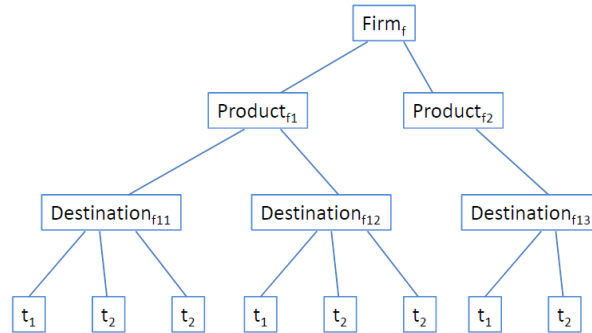 Firm_f
Product_f1 Product_f2
Destination_f11 Destination_f12 Destination_f13
t_1 t_2 t_2 t_1 t_2 t_2 t_1 t_2